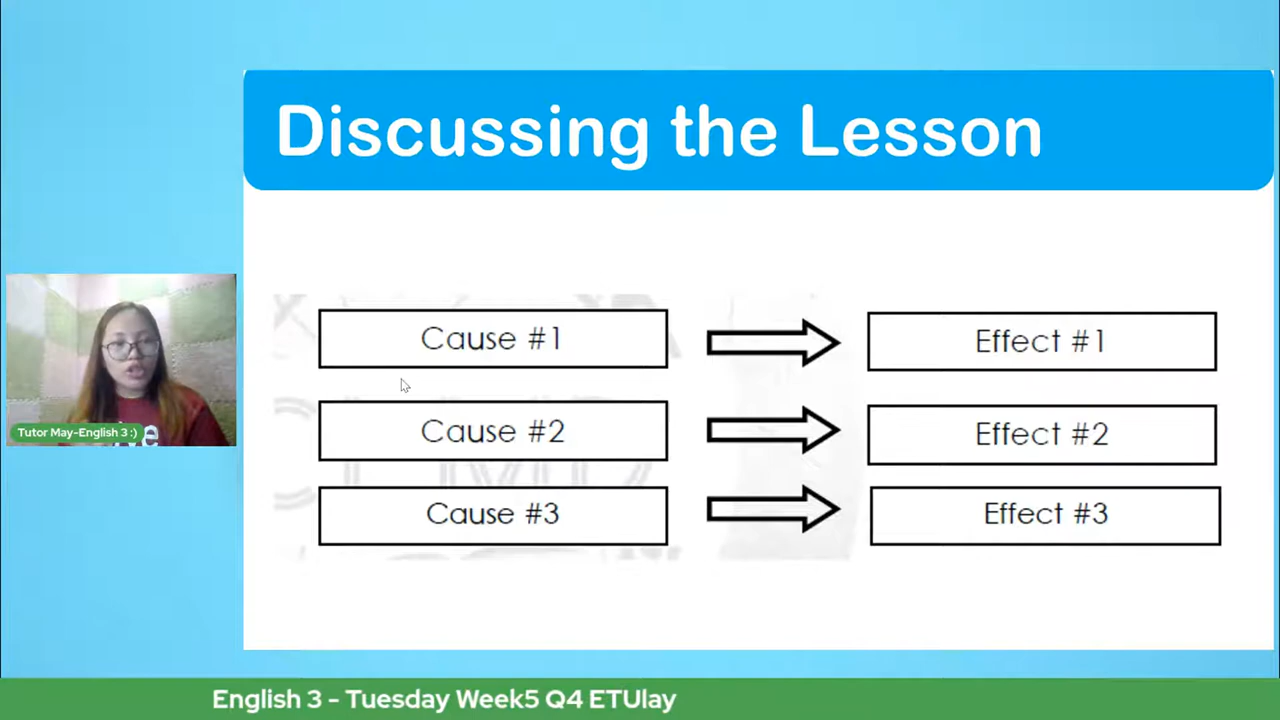 Discussing the Lesson
Cause #1
Effect #1
Cause #2
Effect #2
Cause #3
Effect #3
Tutor May-English 3 :)
English 3 - Tuesday Week5 Q4 ETUlay